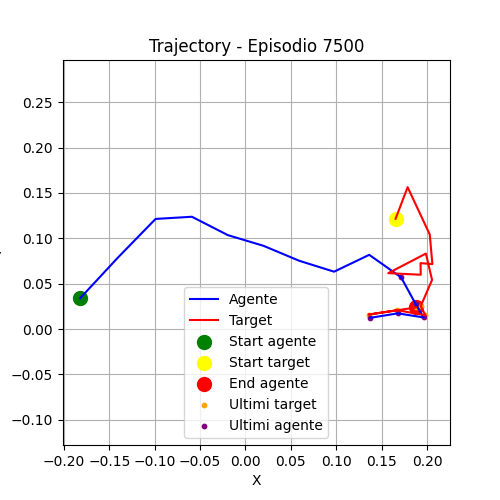 Trajectory - Episodio 7500
0.25
0.20
0.15
0.10
0.05
0.00
−0.05
−0.10
Agente
Target
Start agente
Start target
End agente
Ultimi target
Ultimi agente
−0.20 −0.15 −0.10 −0.05 0.00 0.05 0.10 0.15 0.20
X